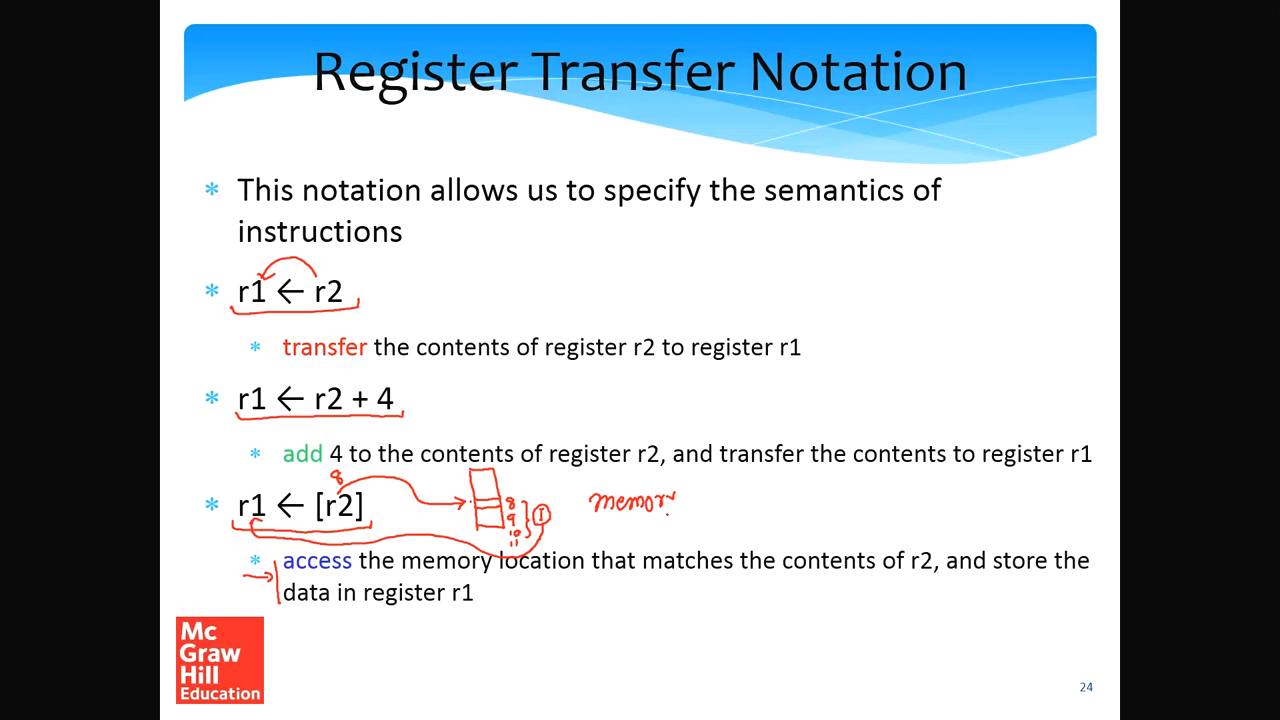 Register Transfer Notation
* This notation allows us to specify the semantics of
instructions
* r1 ← r2
* transfer the contents of register r2 to register r1
* r1 ← r2 + 4
* add 4 to the contents of register r2, and transfer the contents to register r1
8
* r1 ← [r2]
8
9
10
11
1
memory
* access the memory location that matches the contents of r2, and store the
data in register r1
Mc
Graw
Hill
Education
24